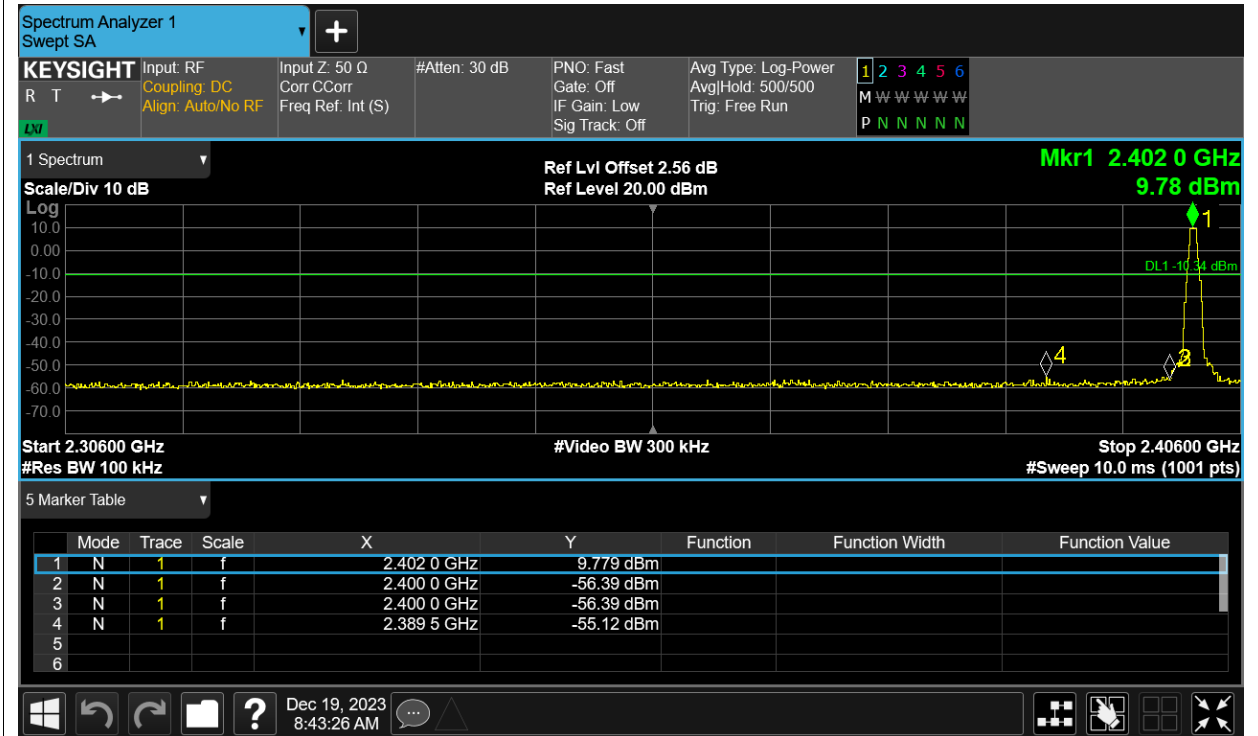 Spectrum Analyzer 1
Swept SA
+
KEYSIGHT
R T
LXI
Input: RF
Coupling: DC
Align: Auto/No RF
Input Z: 50 Ω
Corr CCorr
Freq Ref: Int (S)
#Atten: 30 dB
PNO: Fast
Gate: Off
IF Gain: Low
Sig Track: Off
Avg Type: Log-Power
Avg|Hold: 500/500
Trig: Free Run
1 2 3 4 5 6
M W W W W W
P N N N N N
1 Spectrum
Scale/Div 10 dB
Ref Lvl Offset 2.56 dB
Ref Level 20.00 dBm
Mkr1 2.402 0 GHz
9.78 dBm
Log
10.0
0.00
-10.0
-20.0
-30.0
-40.0
-50.0
-60.0
-70.0
1
DL1 -10.34 dBm
4
Start 2.30600 GHz
#Video BW 300 kHz
Stop 2.40600 GHz
#Res BW 100 kHz
#Sweep 10.0 ms (1001 pts)
5 Marker Table
Mode Trace Scale X Y Function Function Width Function Value
1 N 1 f 2.402 0 GHz 9.779 dBm
2 N 1 f 2.400 0 GHz -56.39 dBm
3 N 1 f 2.400 0 GHz -56.39 dBm
4 N 1 f 2.389 5 GHz -55.12 dBm
5
6
?
Dec 19, 2023
8:43:26 AM